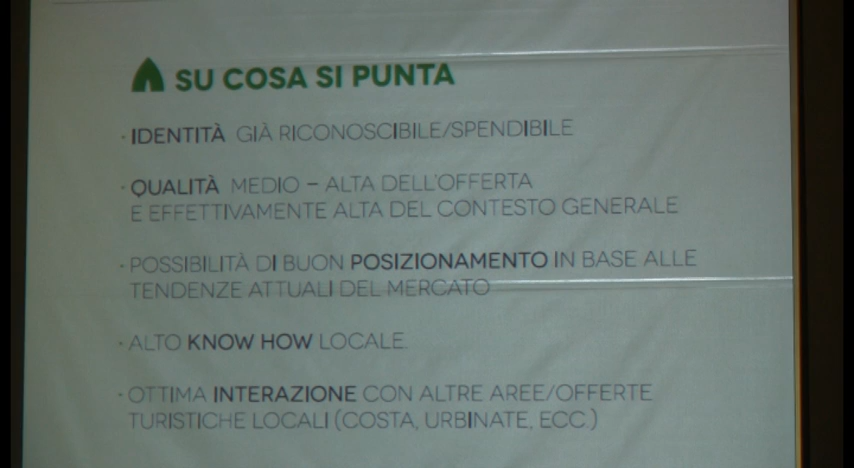 SU COSA SI PUNTA
· IDENTITÀ GIÀ RICONOSCIBILE/SPENDIBILE
· QUALITÀ MEDIO – ALTA DELL'OFFERTA
E EFFETTIVAMENTE ALTA DEL CONTESTO GENERALE
· POSSIBILITÀ DI BUON POSIZIONAMENTO IN BASE ALLE
TENDENZE ATTUALI DEL MERCATO
· ALTO KNOW HOW LOCALE
· OTTIMA INTERAZIONE CON ALTRE AREE/OFFERTE
TURISTICHE LOCALI (COSTA, URBINATE, ECC.)